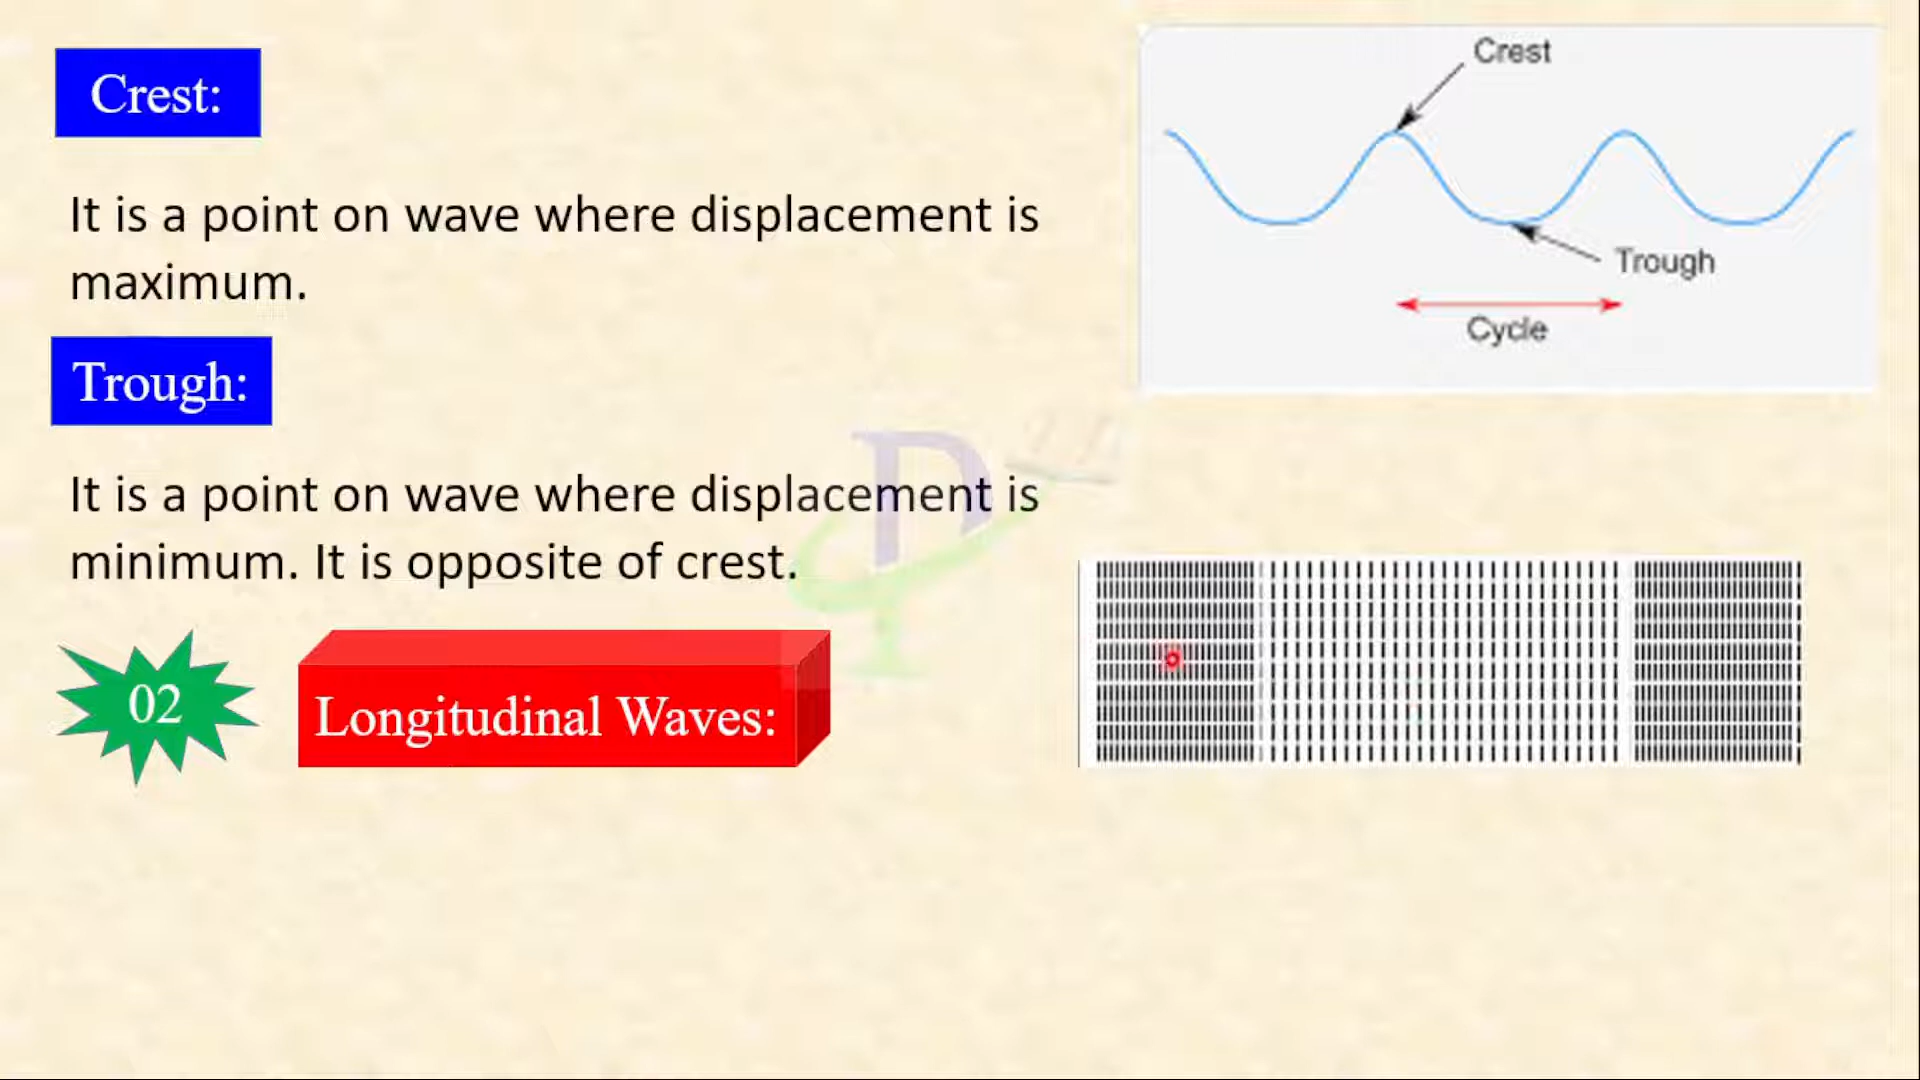 Crest:
It is a point on wave where displacement is
maximum.
Trough:
It is a point on wave where displacement is
minimum. It is opposite of crest.
02
Longitudinal Waves:
Crest
Trough
Cycle
D